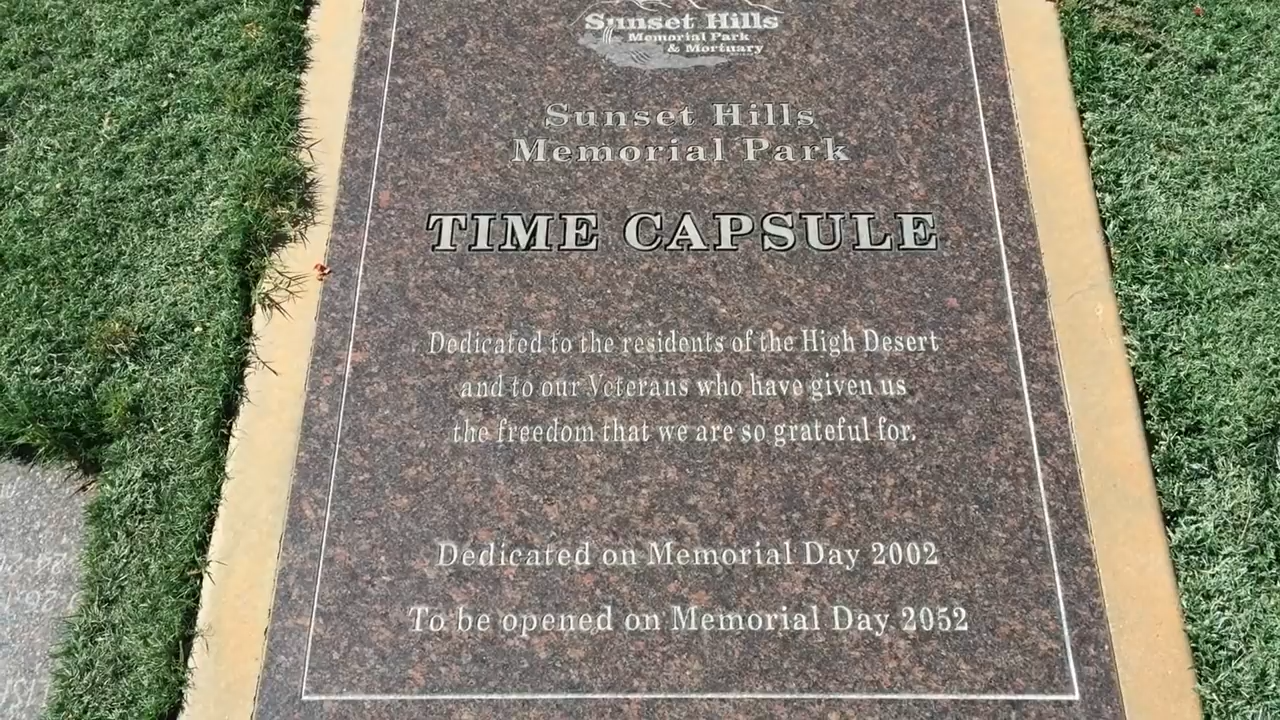 Sunset Hills
Memorial Park
& Mortuary
Sunset Hills
Memorial Park
TIME CAPSULE
Dedicated to the residents of the High Desert
and to our Veterans who have given us
the freedom that we are so grateful for.
Dedicated on Memorial Day 2002
To be opened on Memorial Day 2052